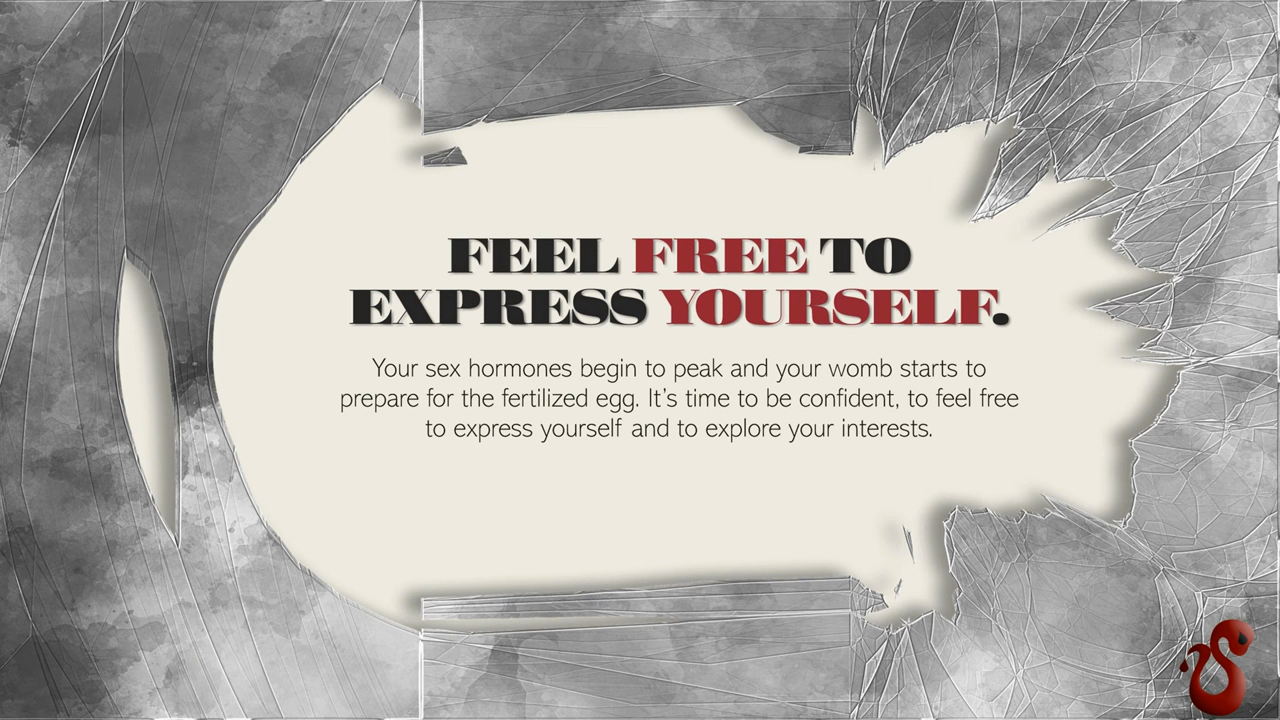 FEEL FREE TO
EXPRESS YOURSELF.
Your sex hormones begin to peak and your womb starts to
prepare for the fertilized egg. It’s time to be confident, to feel free
to express yourself and to explore your interests.